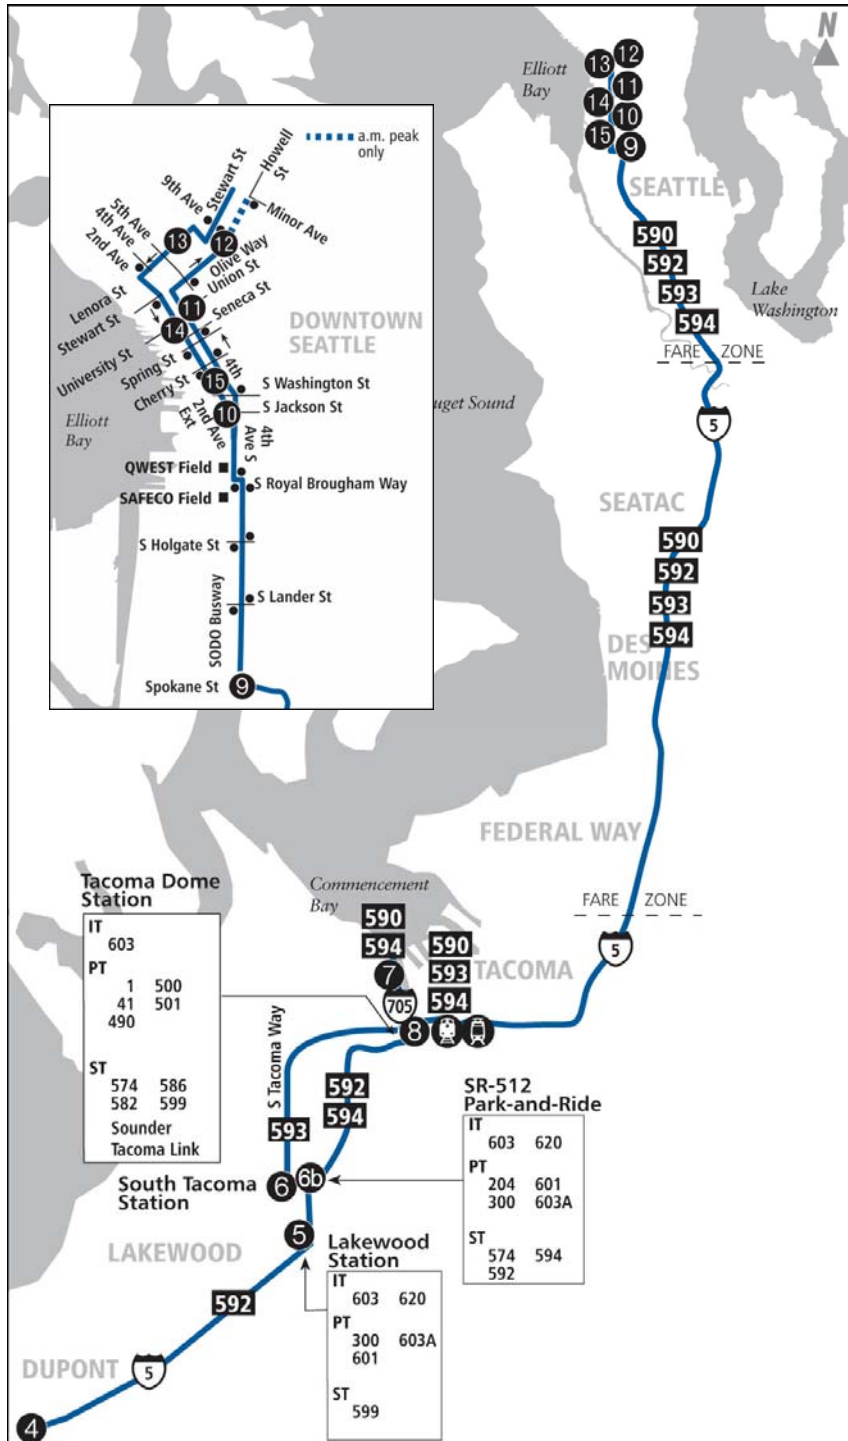 N
Elliott
Bay
13
12
11
14
10
15
9
SEATTLE
590
592
593
594
Lake
Washington
FARE ZONE
5
a.m. peak
only
Howell
St
Stewart St
9th Ave
Minor Ave
5th Ave
4th Ave
2nd Ave
13
12
Olive Way
Union St
Lenora St
11
Seneca St
Stewart St
14
DOWNTOWN
SEATTLE
University St
Spring St
Cherry St
4th
15
S Washington St
S Jackson St
10
2nd Ave
Ext
4th
Ave S
Elliott
Bay
QWEST Field
S Royal Brougham Way
SAFECO Field
S Holgate St
S Lander St
SODO Busway
Spokane St
9
uget Sound
SEATAC
590
592
593
594
DES
MOINES
FEDERAL WAY
FARE ZONE
5
Commencement
Bay
590
594
7
705
590
593
594
TACOMA
8
Tacoma Dome
Station
IT
603
PT
1 500
41 501
490
ST
574 586
582 599
Sounder
Tacoma Link
S Tacoma Way
592
594
593
SR-512
Park-and-Ride
IT
603 620
PT
204 601
300 603A
ST
574 594
592
South Tacoma
Station
6
6b
5
LAKEWOOD
Lakewood
Station
IT
603 620
PT
300 603A
601
ST
599
592
DUPONT
5
4